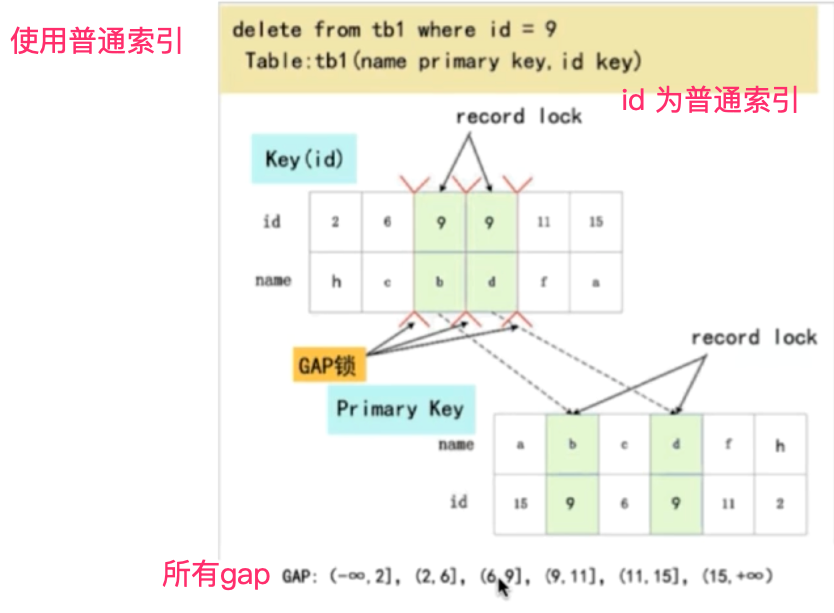 使用普通索引
delete from tb1 where id = 9
Table:tb1(name primary key,id key)
id 为普通索引
record lock
Key(id)
id 2 6 9 9 11 15
name h c b d f a
record lock
GAP锁
Primary Key
name a b c d f h
id 15 9 6 9 11 2
所有gap GAP: (-∞,2], (2,6], (6,9], (9,11], (11,15], (15,+∞)